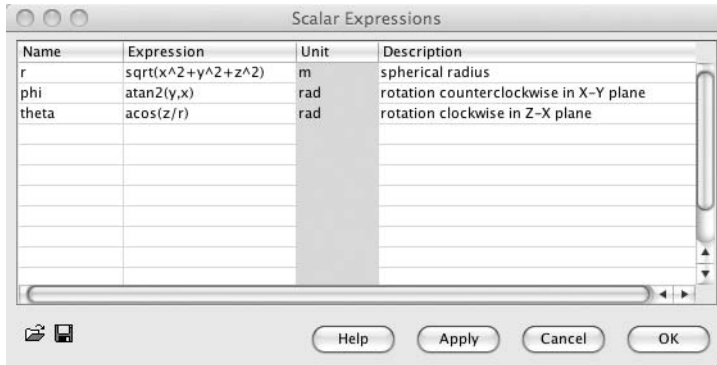 Scalar Expressions
Name Expression Unit Description
r sqrt(x^2+y^2+z^2) m spherical radius
phi atan2(y,x) rad rotation counterclockwise in X-Y plane
theta acos(z/r) rad rotation clockwise in Z-X plane
Help Apply Cancel OK